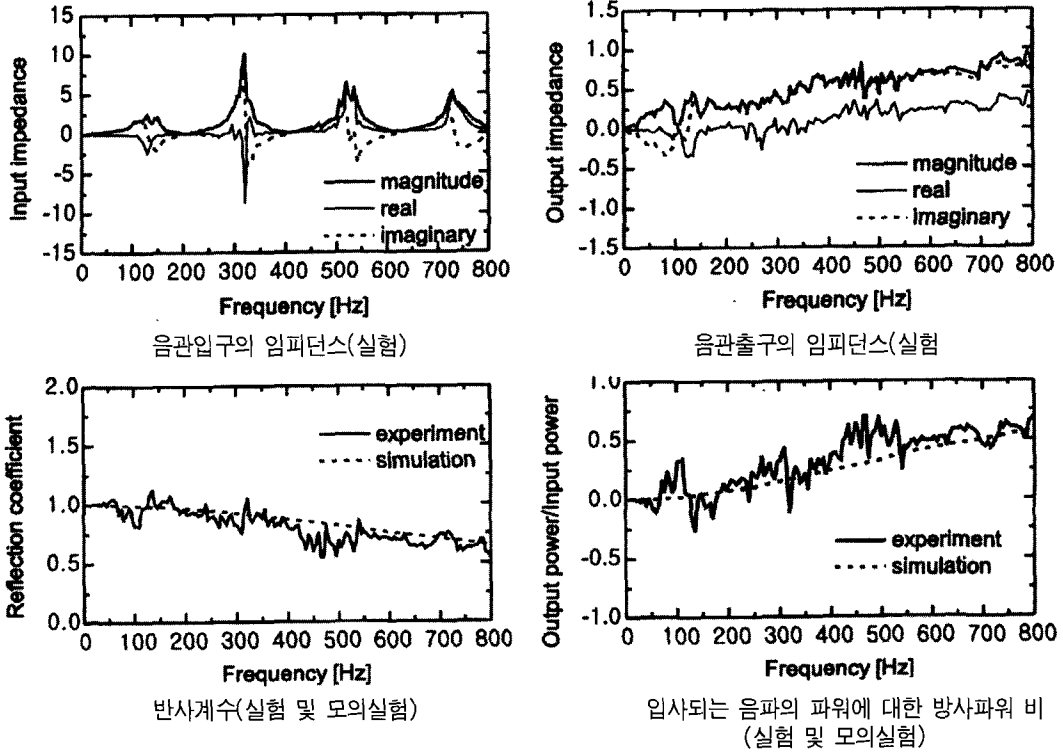 Input impedance
15
10
5
0
-5
-10
-15
magnitude
real
imaginary
0 100 200 300 400 500 600 700 800
Frequency [Hz]
음관입구의 임피던스(실험)
Output impedance
1.5
1.0
0.5
0.0
-0.5
-1.0
-1.5
magnitude
real
imaginary
0 100 200 300 400 500 600 700 800
Frequency [Hz]
음관출구의 임피던스(실험
Reflection coefficient
2.0
1.5
1.0
0.5
0.0
experiment
simulation
0 100 200 300 400 500 600 700 800
Frequency [Hz]
반사계수(실험 및 모의실험)
Output power/Input power
1.0
0.5
0.0
-0.5
-1.0
experiment
simulation
0 100 200 300 400 500 600 700 800
Frequency [Hz]
입사되는 음파의 파워에 대한 방사파워 비
(실험 및 모의실험)